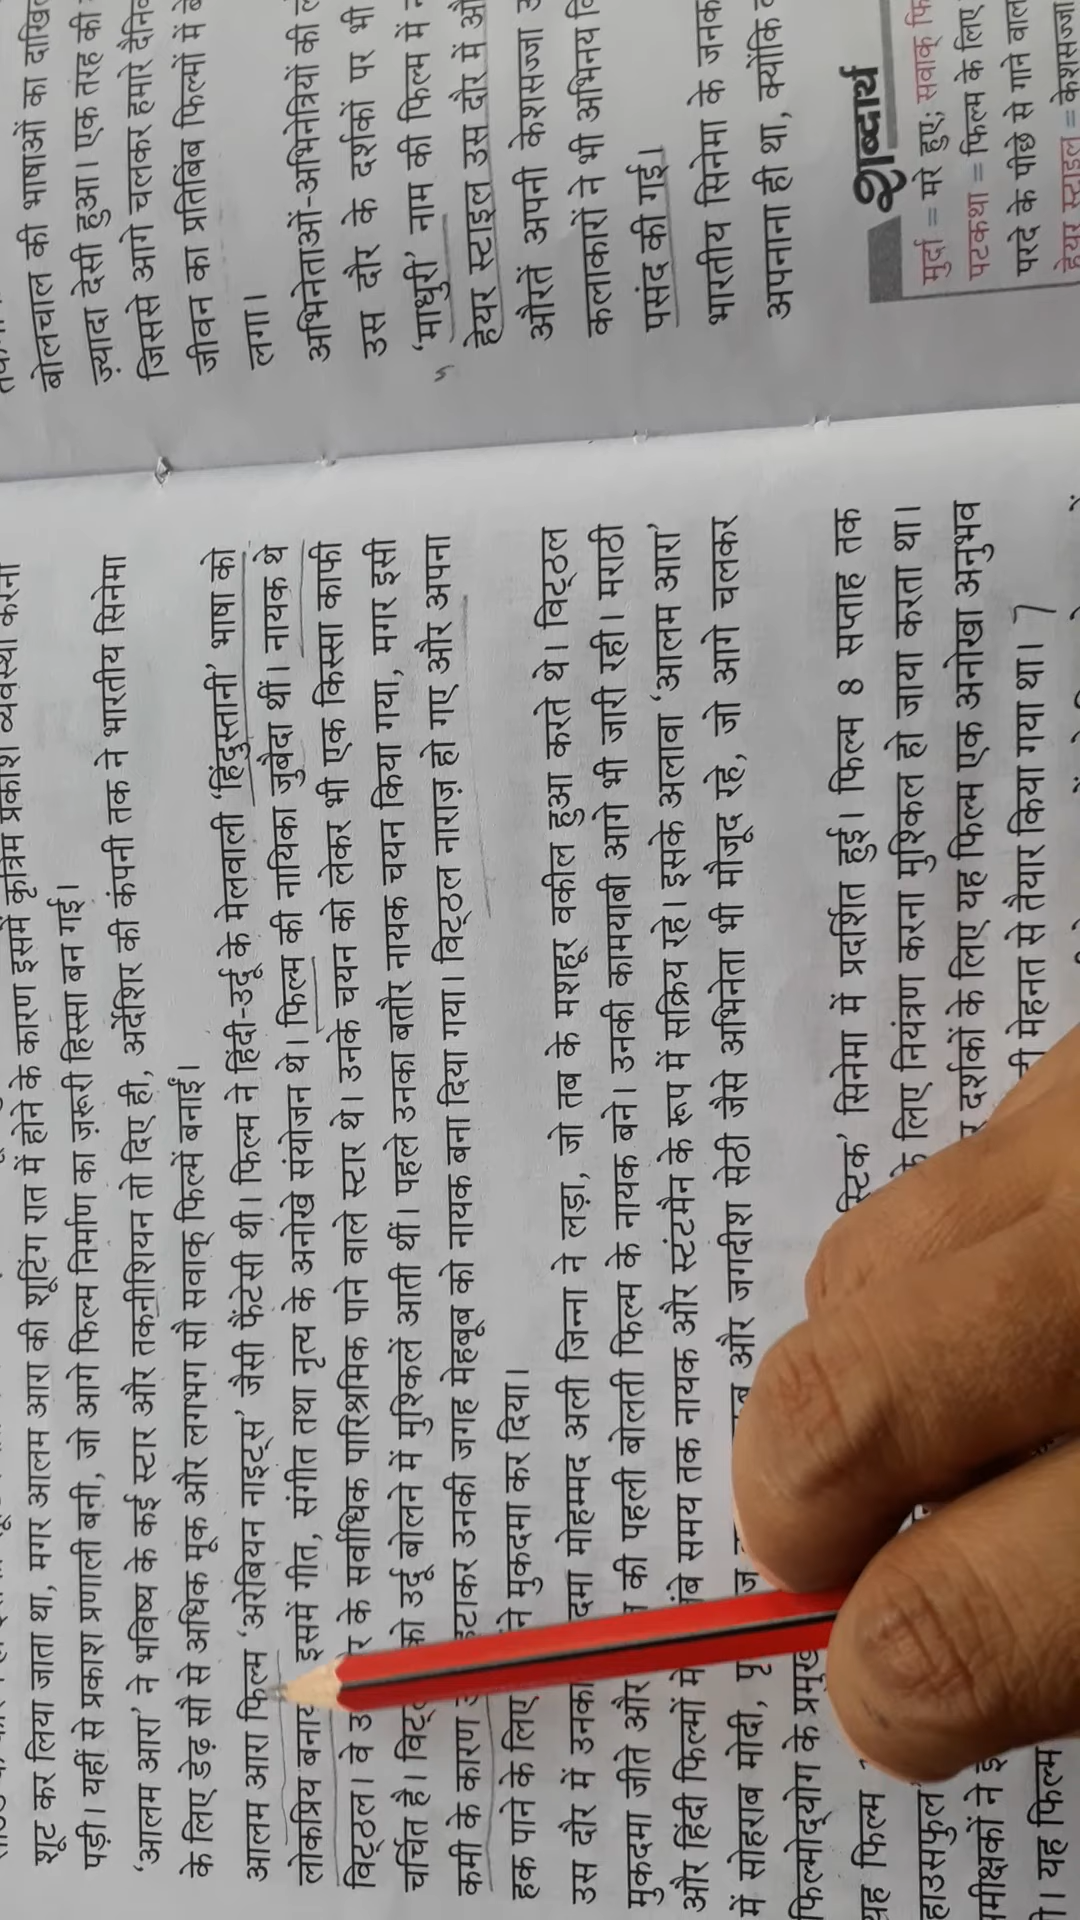 शूट कर लिया जाता था, मगर आलम आरा की शूटिंग रात में होने के कारण इसमें कृत्रिम प्रकाश व्यवस्था करनी
पड़ी। यहीं से प्रकाश प्रणाली बनी, जो आगे फिल्म निर्माण का ज़रूरी हिस्सा बन गई।
'आलम आरा' ने भविष्य के कई स्टार और तकनीशियन तो दिए ही, अर्देशिर की कंपनी तक ने भारतीय सिनेमा
के लिए डेढ़ सौ से अधिक मूक और लगभग सौ सवाक् फिल्में बनाईं।
आलम आरा फिल्म 'अरेबियन नाइट्स' जैसी फैंटेसी थी। फिल्म ने हिंदी-उर्दू के मेलवाली 'हिंदुस्तानी' भाषा को
लोकप्रिय बनाया इसमें गीत, संगीत तथा नृत्य के अनोखे संयोजन थे। फिल्म की नायिका जुबैदा थीं। नायक थे
विट्ठल। वे के सर्वाधिक पारिश्रमिक पाने वाले स्टार थे। उनके चयन को लेकर भी एक किस्सा काफी
चर्चित है। को उर्दू बोलने में मुश्किलें आती थीं। पहले उनका बतौर नायक चयन किया गया, मगर इसी
कमी के कारण हटाकर उनकी जगह मेहबूब को नायक बना दिया गया। विट्ठल नाराज़ हो गए और अपना
हक पाने के लिए मुकदमा कर दिया।
उस दौर में उनका मोहम्मद अली जिन्ना ने लड़ा, जो तब के मशहूर वकील हुआ करते थे। विट्ठल
मुकदमा जीते और की पहली बोलती फिल्म के नायक बने। उनकी कामयाबी आगे भी जारी रही। मराठी
और हिंदी फिल्मों में लंबे समय तक नायक और स्टंटमैन के रूप में सक्रिय रहे। इसके अलावा 'आलम आरा'
में सोहराब मोदी, और जगदीश सेठी जैसे अभिनेता भी मौजूद रहे, जो आगे चलकर
फिल्मोद्योग के प्रमुख
यह फिल्म सिनेमा में प्रदर्शित हुई। फिल्म 8 सप्ताह तक
हाउसफुल के लिए नियंत्रण करना मुश्किल हो जाया करता था।
समीक्षकों ने दर्शकों के लिए यह फिल्म एक अनोखा अनुभव
थी। यह फिल्म मेहनत से तैयार किया गया था। 7
बोलचाल की भाषाओं का
ज़्यादा देसी हुआ। एक तरह की
जिससे आगे चलकर हमारे
जीवन का प्रतिबिंब फिल्मों में
लगा।
अभिनेताओं-अभिनेत्रियों की
उस दौर के दर्शकों पर भी
'माधुरी' नाम की फिल्म में
हेयर स्टाइल उस दौर में
औरतें अपनी केशसज्जा
कलाकारों ने भी अभिनय
पसंद की गई।
भारतीय सिनेमा के जनक
अपनाना ही था, क्योंकि
शब्दार्थ
मुर्दा = मरे हुए; सवाक्
पटकथा = फिल्म के लिए
परदे के पीछे से गाने
हेयर स्टाइल = केशसज्जा